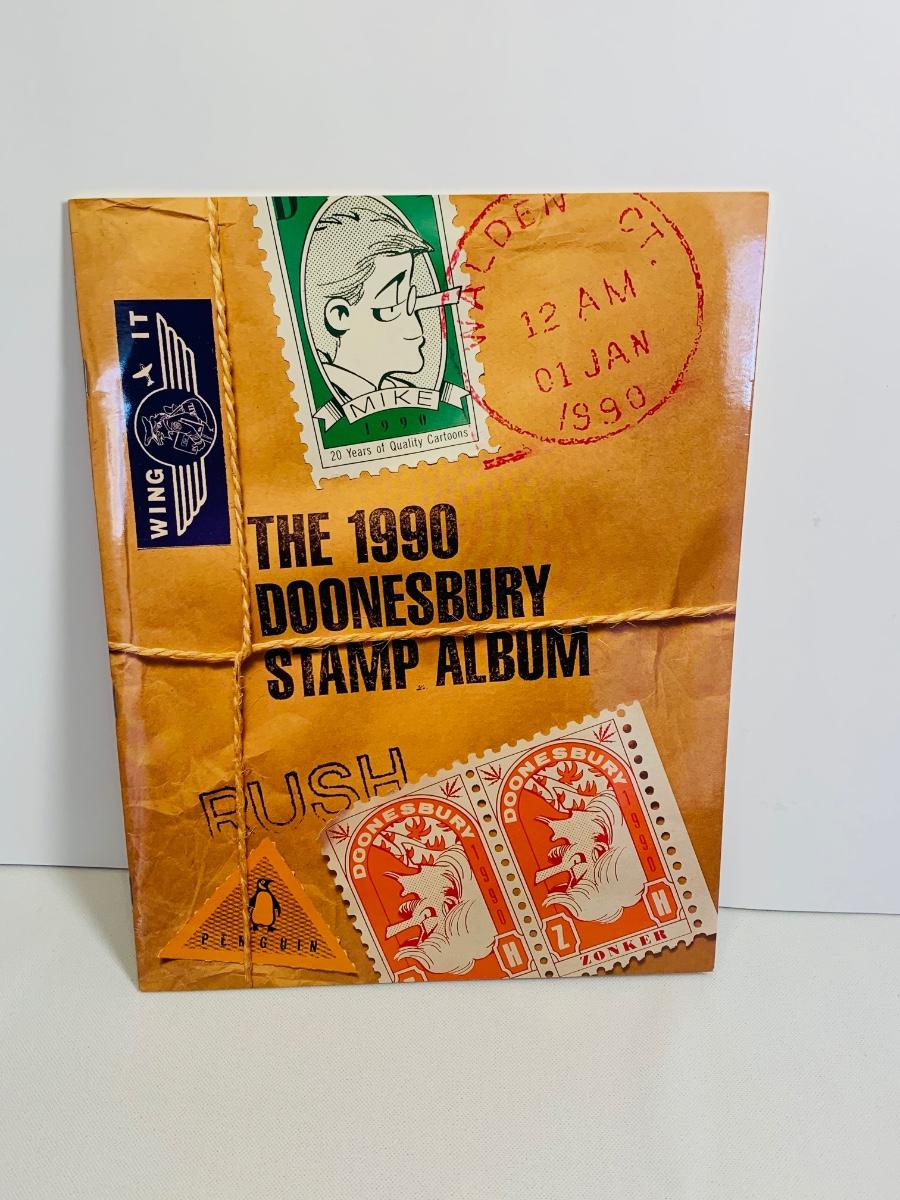 D
MIKE
1990
20 Years of Quality Cartoons
WALDEN CT.
12 AM
01 JAN
1990
WING IT
THE 1990
DOONESBURY
STAMP ALBUM
RUSH
PENGUIN
DOONESBURY
1990
H
DOONESBURY
1990
Z H
ZONKER